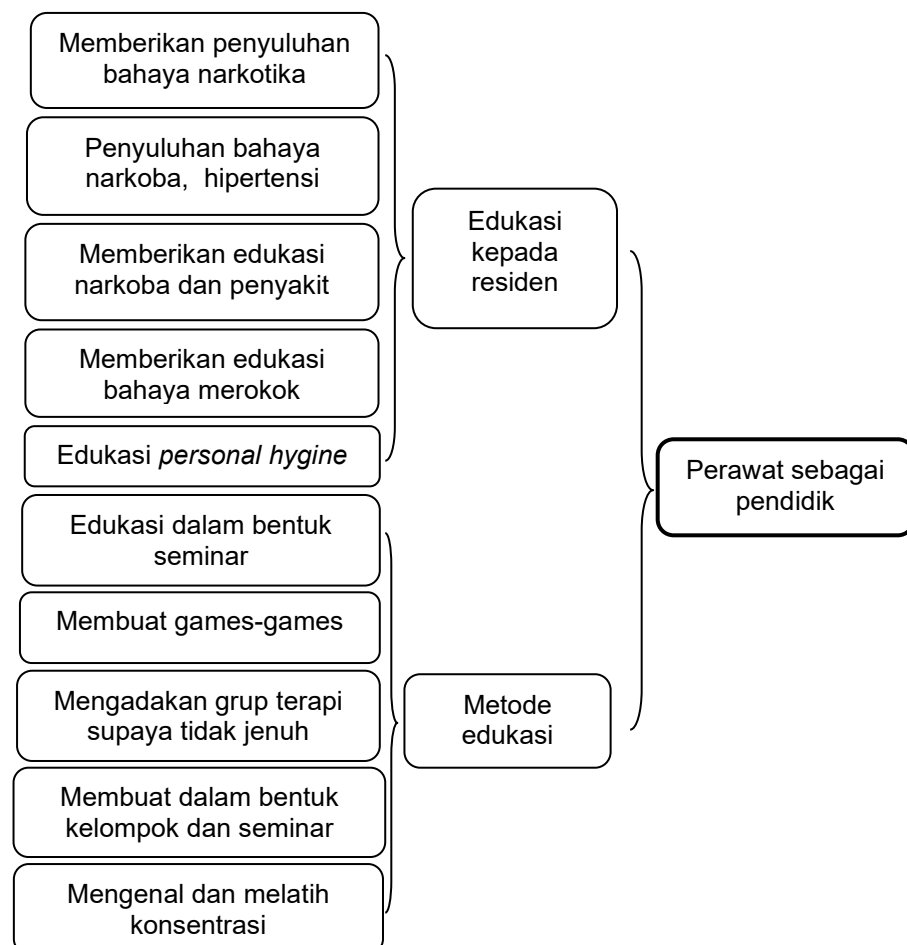 Memberikan penyuluhan
bahaya narkotika
Penyuluhan bahaya
narkoba, hipertensi
Memberikan edukasi
narkoba dan penyakit
Memberikan edukasi
bahaya merokok
Edukasi personal hygine
Edukasi dalam bentuk
seminar
Membuat games-games
Mengadakan grup terapi
supaya tidak jenuh
Membuat dalam bentuk
kelompok dan seminar
Mengenal dan melatih
konsentrasi
Edukasi
kepada
residen
Metode
edukasi
Perawat sebagai
pendidik